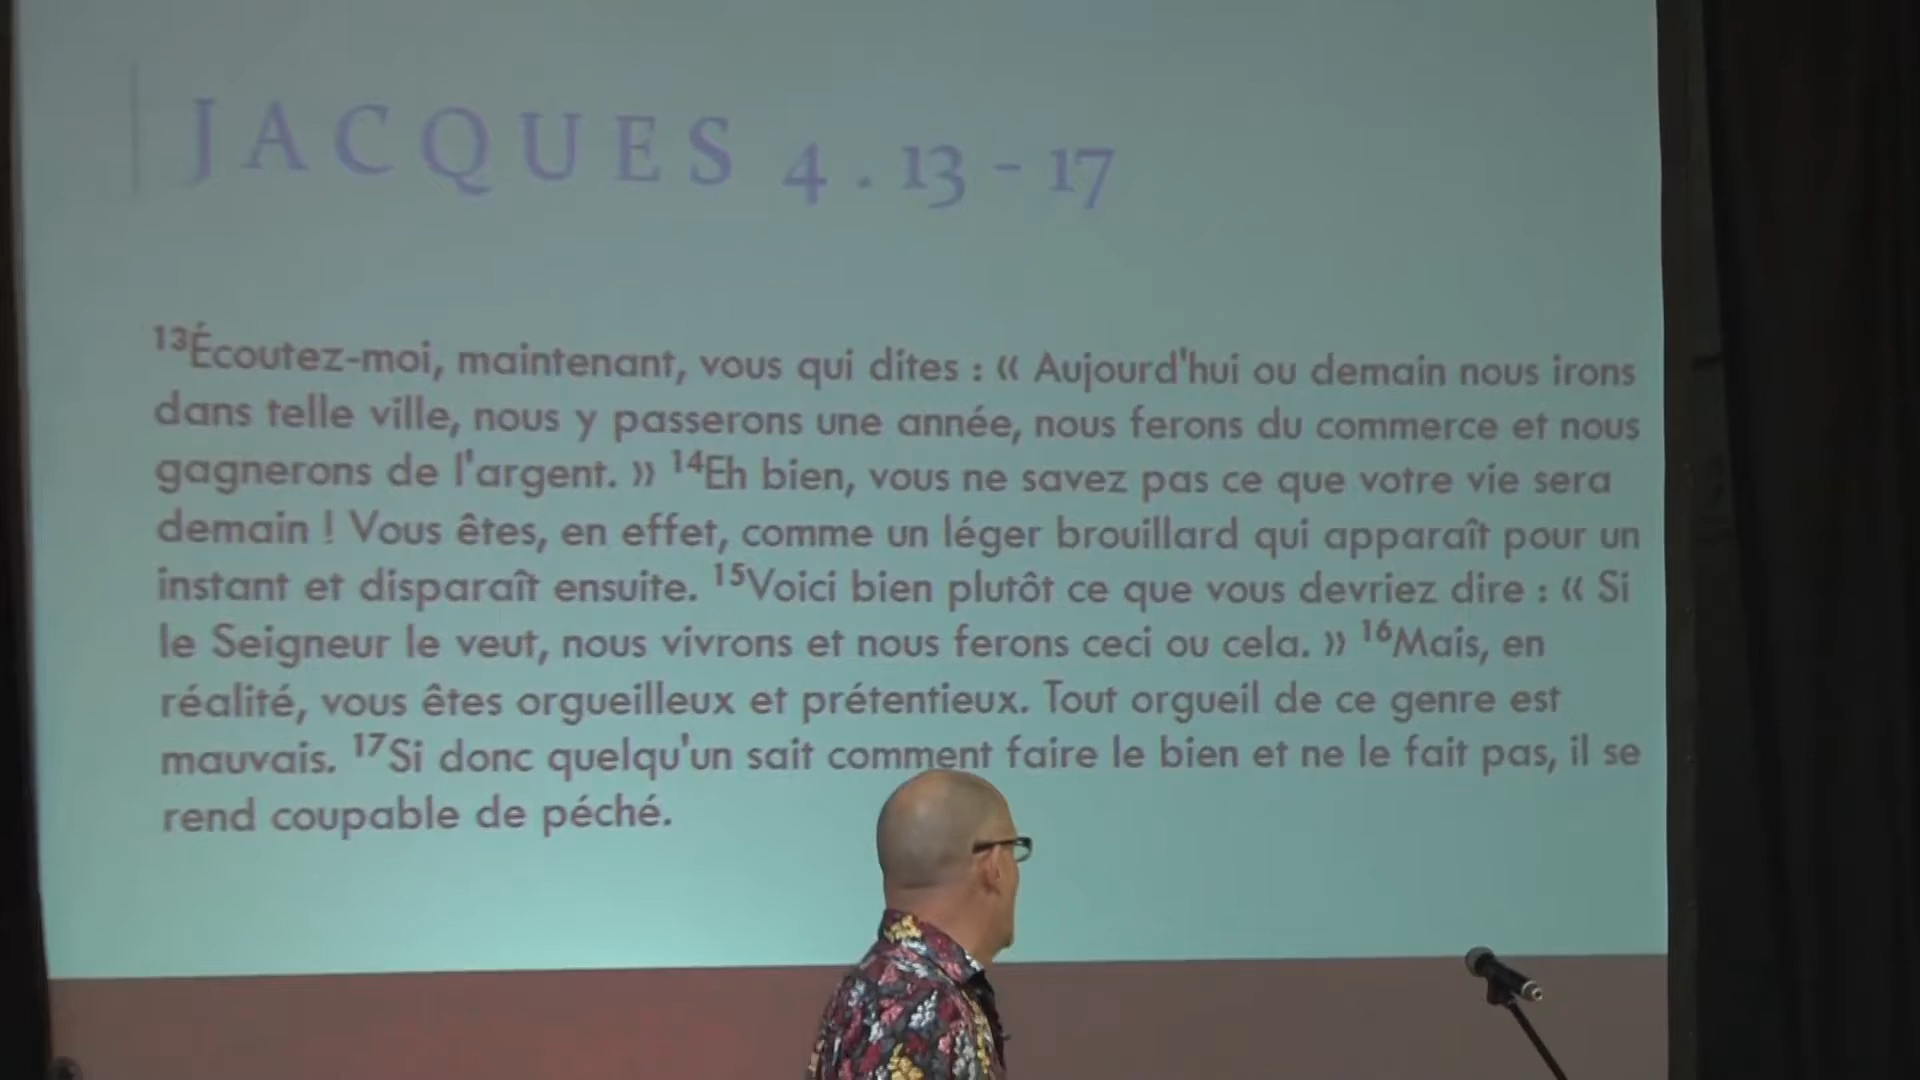 JACQUES 4.13-17
13Écoutez-moi, maintenant, vous qui dites : « Aujourd'hui ou demain nous irons
dans telle ville, nous y passerons une année, nous ferons du commerce et nous
gagnerons de l'argent. » 14Eh bien, vous ne savez pas ce que votre vie sera
demain ! Vous êtes, en effet, comme un léger brouillard qui apparaît pour un
instant et disparaît ensuite. 15Voici bien plutôt ce que vous devriez dire : « Si
le Seigneur le veut, nous vivrons et nous ferons ceci ou cela. » 16Mais, en
réalité, vous êtes orgueilleux et prétentieux. Tout orgueil de ce genre est
mauvais. 17Si donc quelqu'un sait comment faire le bien et ne le fait pas, il se
rend coupable de péché.